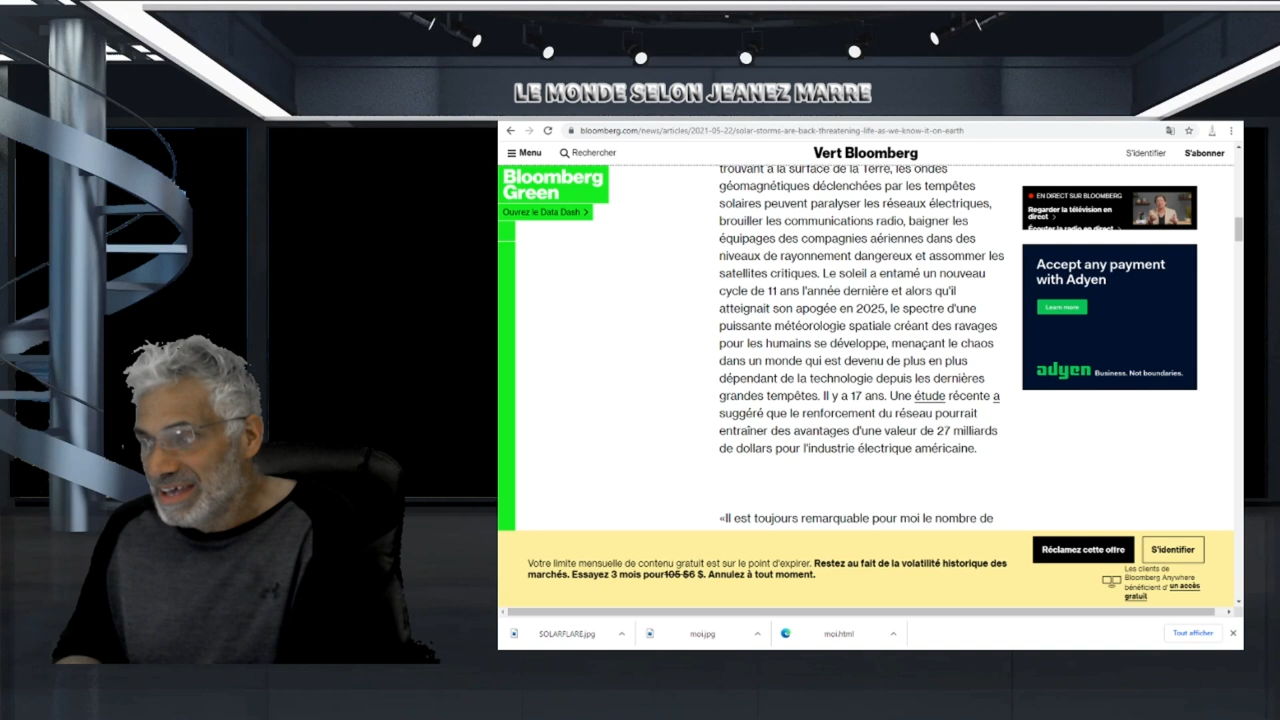 LE MONDE SELON JEANEZ MARRE
bloomberg.com/news/articles/2021-05-22/solar-storms-are-back-threatening-life-as-we-know-it-on-earth
Menu
Rechercher
Vert Bloomberg
S'identifier
S'abonner
Bloomberg
Green
Ouvrez le Data Dash
trouvant à la surface de la Terre, les ondes
géomagnétiques déclenchées par les tempêtes
solaires peuvent paralyser les réseaux électriques,
brouiller les communications radio, baigner les
équipages des compagnies aériennes dans des
niveaux de rayonnement dangereux et assommer les
satellites critiques. Le soleil a entamé un nouveau
cycle de 11 ans l'année dernière et alors qu'il
atteignait son apogée en 2025, le spectre d'une
puissante météorologie spatiale créant des ravages
pour les humains se développe, menaçant le chaos
dans un monde qui est devenu de plus en plus
dépendant de la technologie depuis les dernières
grandes tempêtes. Il y a 17 ans. Une étude récente a
suggéré que le renforcement du réseau pourrait
entraîner des avantages d'une valeur de 27 milliards
de dollars pour l'industrie électrique américaine.
«Il est toujours remarquable pour moi le nombre de
EN DIRECT SUR BLOOMBERG
Regarder la télévision en
direct
Écouter la radio en direct
Accept any payment
with Adyen
Learn more
adyen Business. Not boundaries.
Votre limite mensuelle de contenu gratuit est sur le point d'expirer. Restez au fait de la volatilité historique des
marchés. Essayez 3 mois pour105 $6 $. Annulez à tout moment.
Réclamez cette offre
S'identifier
Les clients de
Bloomberg Anywhere
bénéficient d'un accès
gratuit
SOLARFLARE.jpg
moi.jpg
moi.html
Tout afficher